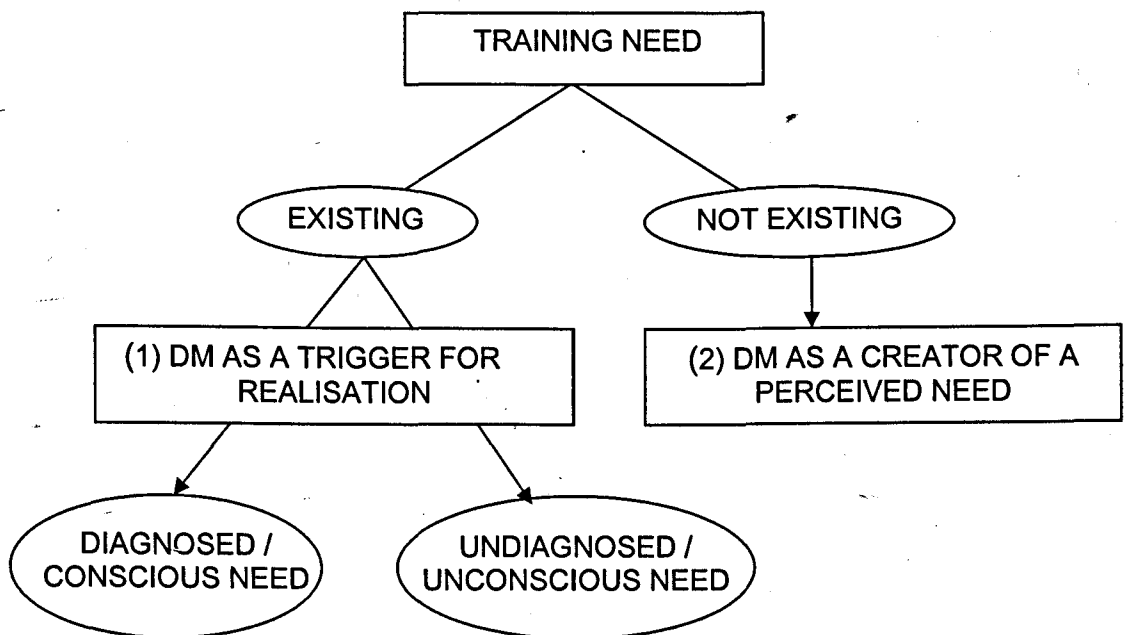 TRAINING NEED
EXISTING
NOT EXISTING
(1) DM AS A TRIGGER FOR
REALISATION
(2) DM AS A CREATOR OF A
PERCEIVED NEED
DIAGNOSED /
CONSCIOUS NEED
UNDIAGNOSED /
UNCONSCIOUS NEED